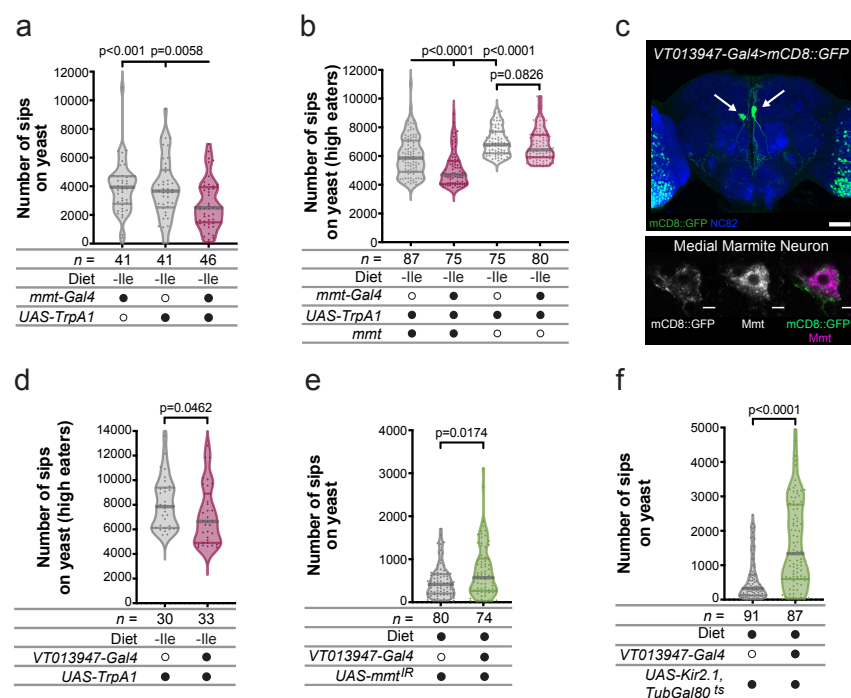 a
p<0.001 p=0.0058
Number of sips
on yeast
12000
10000
8000
6000
4000
2000
0
n = 41 41 46
Diet -Ile -Ile -Ile
mmt-Gal4 ● ○ ●
UAS-TrpA1 ○ ● ●
b
p<0.0001 p<0.0001
p=0.0826
Number of sips
on yeast (high eaters)
12000
10000
8000
6000
4000
2000
0
n = 87 75 75 80
Diet -Ile -Ile -Ile -Ile
mmt-Gal4 ○ ● ○ ●
UAS-TrpA1 ● ● ● ●
mmt ● ● ○ ○
c
VT013947-Gal4>mCD8::GFP
mCD8::GFP NC82
Medial Marmite Neuron
mCD8::GFP Mmt mCD8::GFP
Mmt
d
p=0.0462
Number of sips
on yeast (high eaters)
14000
12000
10000
8000
6000
4000
2000
0
n = 30 33
Diet -Ile -Ile
VT013947-Gal4 ○ ●
UAS-TrpA1 ● ●
e
p=0.0174
Number of sips
on yeast
4000
3000
2000
1000
0
n = 80 74
Diet ● ●
VT013947-Gal4 ○ ●
UAS-mmt^IR ● ●
f
p<0.0001
Number of sips
on yeast
5000
4000
3000
2000
1000
0
n = 91 87
Diet ● ●
VT013947-Gal4 ○ ●
UAS-Kir2.1,
TubGal80 ts ● ●